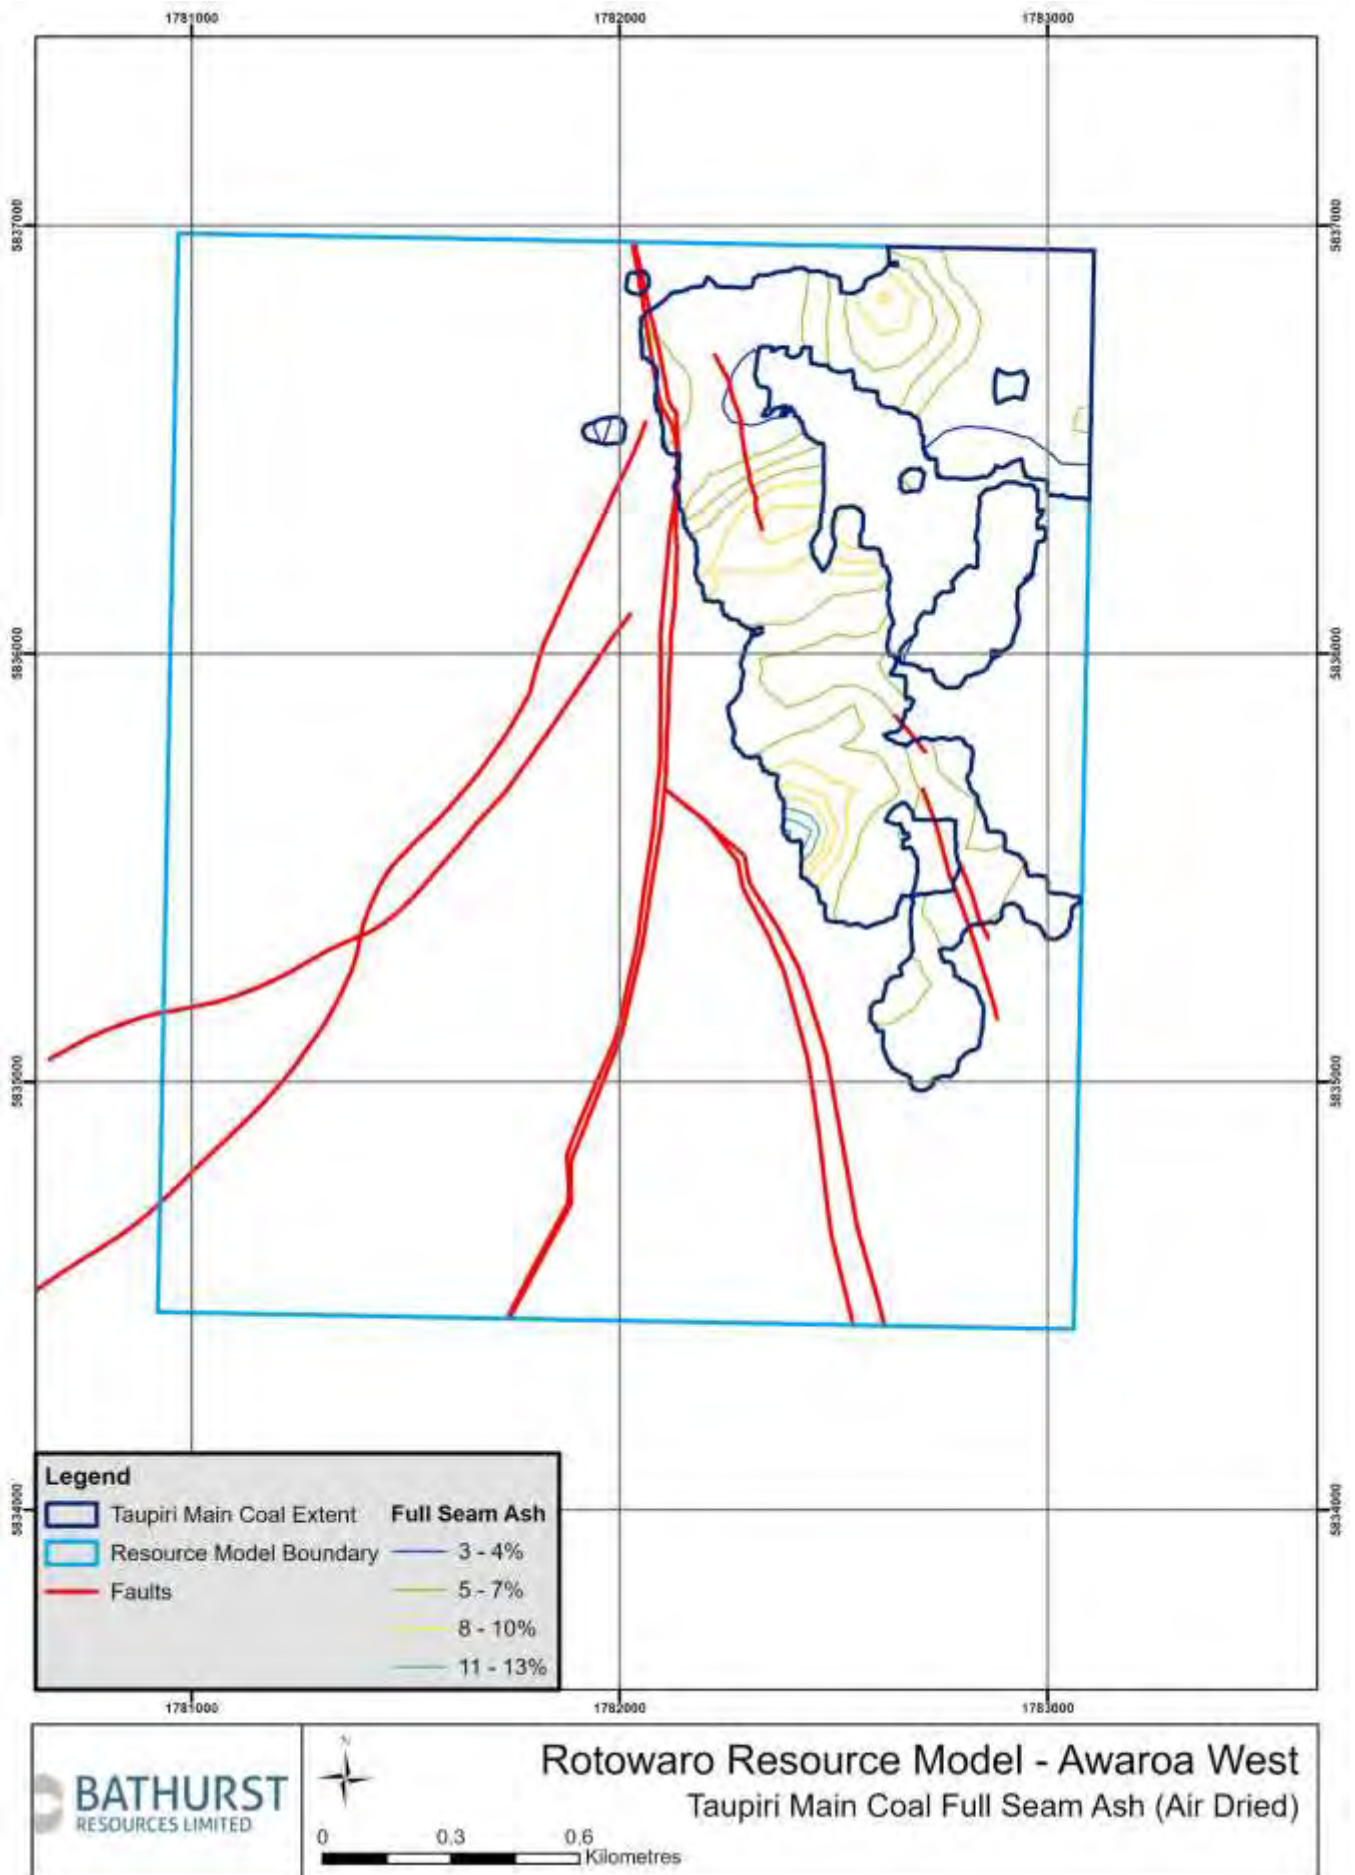 1781000 1782000 1783000
5837000 5837000
5836000 5836000
5835000 5835000
5834000 5834000
Legend
Taupiri Main Coal Extent
Resource Model Boundary
Faults
Full Seam Ash
3 - 4%
5 - 7%
8 - 10%
11 - 13%
1781000 1782000 1783000
BATHURST
RESOURCES LIMITED
N
0 0.3 0.6
Kilometres
Rotowaro Resource Model - Awaroa West
Taupiri Main Coal Full Seam Ash (Air Dried)